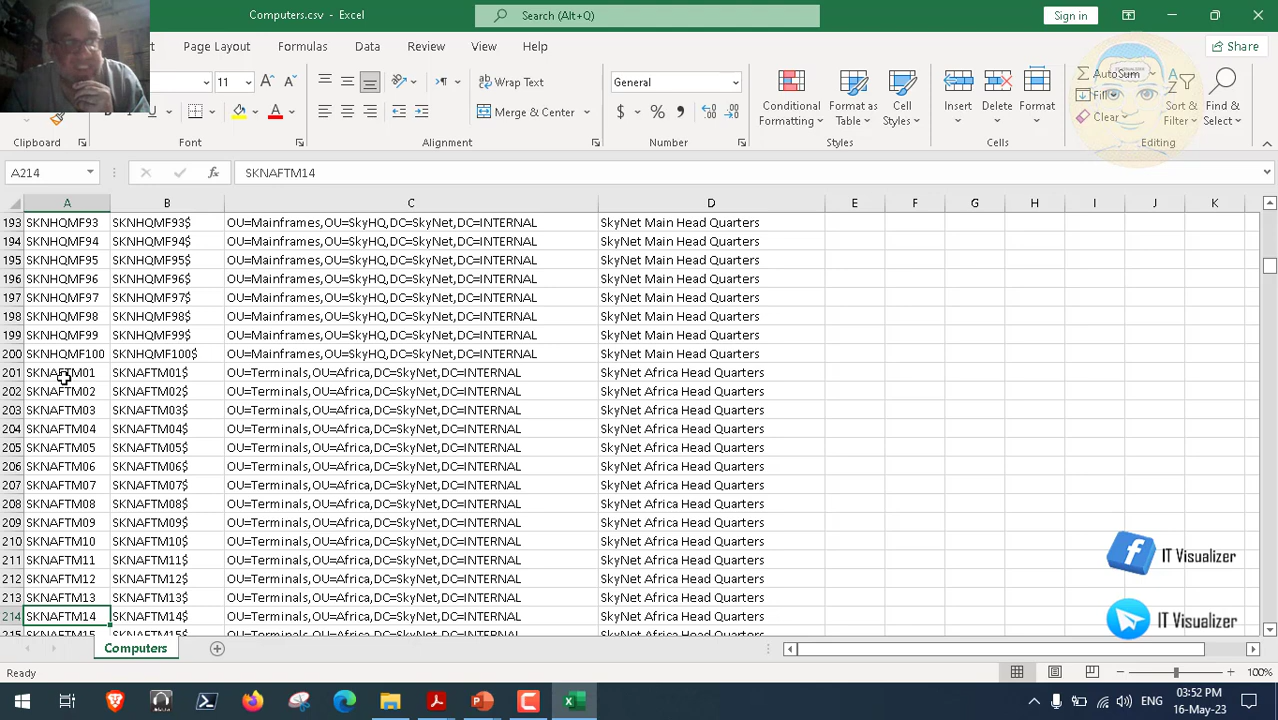 Computers.csv - Excel
Search (Alt+Q)
Sign in
Page Layout
Formulas
Data
Review
View
Help
Share
11
Wrap Text
General
Merge & Center
Conditional Formatting
Format as Table
Cell Styles
Insert
Delete
Format
AutoSum
Fill
Clear
Sort & Filter
Find & Select
Clipboard
Font
Alignment
Number
Styles
Cells
Editing
A214
SKNAFTM14
A B C D E F G H I J K
193 SKNHQMF93 SKNHQMF93$ OU=Mainframes,OU=SkyHQ,DC=SkyNet,DC=INTERNAL SkyNet Main Head Quarters
194 SKNHQMF94 SKNHQMF94$ OU=Mainframes,OU=SkyHQ,DC=SkyNet,DC=INTERNAL SkyNet Main Head Quarters
195 SKNHQMF95 SKNHQMF95$ OU=Mainframes,OU=SkyHQ,DC=SkyNet,DC=INTERNAL SkyNet Main Head Quarters
196 SKNHQMF96 SKNHQMF96$ OU=Mainframes,OU=SkyHQ,DC=SkyNet,DC=INTERNAL SkyNet Main Head Quarters
197 SKNHQMF97 SKNHQMF97$ OU=Mainframes,OU=SkyHQ,DC=SkyNet,DC=INTERNAL SkyNet Main Head Quarters
198 SKNHQMF98 SKNHQMF98$ OU=Mainframes,OU=SkyHQ,DC=SkyNet,DC=INTERNAL SkyNet Main Head Quarters
199 SKNHQMF99 SKNHQMF99$ OU=Mainframes,OU=SkyHQ,DC=SkyNet,DC=INTERNAL SkyNet Main Head Quarters
200 SKNHQMF100 SKNHQMF100$ OU=Mainframes,OU=SkyHQ,DC=SkyNet,DC=INTERNAL SkyNet Main Head Quarters
201 SKNAFTM01 SKNAFTM01$ OU=Terminals,OU=Africa,DC=SkyNet,DC=INTERNAL SkyNet Africa Head Quarters
202 SKNAFTM02 SKNAFTM02$ OU=Terminals,OU=Africa,DC=SkyNet,DC=INTERNAL SkyNet Africa Head Quarters
203 SKNAFTM03 SKNAFTM03$ OU=Terminals,OU=Africa,DC=SkyNet,DC=INTERNAL SkyNet Africa Head Quarters
204 SKNAFTM04 SKNAFTM04$ OU=Terminals,OU=Africa,DC=SkyNet,DC=INTERNAL SkyNet Africa Head Quarters
205 SKNAFTM05 SKNAFTM05$ OU=Terminals,OU=Africa,DC=SkyNet,DC=INTERNAL SkyNet Africa Head Quarters
206 SKNAFTM06 SKNAFTM06$ OU=Terminals,OU=Africa,DC=SkyNet,DC=INTERNAL SkyNet Africa Head Quarters
207 SKNAFTM07 SKNAFTM07$ OU=Terminals,OU=Africa,DC=SkyNet,DC=INTERNAL SkyNet Africa Head Quarters
208 SKNAFTM08 SKNAFTM08$ OU=Terminals,OU=Africa,DC=SkyNet,DC=INTERNAL SkyNet Africa Head Quarters
209 SKNAFTM09 SKNAFTM09$ OU=Terminals,OU=Africa,DC=SkyNet,DC=INTERNAL SkyNet Africa Head Quarters
210 SKNAFTM10 SKNAFTM10$ OU=Terminals,OU=Africa,DC=SkyNet,DC=INTERNAL SkyNet Africa Head Quarters
211 SKNAFTM11 SKNAFTM11$ OU=Terminals,OU=Africa,DC=SkyNet,DC=INTERNAL SkyNet Africa Head Quarters
212 SKNAFTM12 SKNAFTM12$ OU=Terminals,OU=Africa,DC=SkyNet,DC=INTERNAL SkyNet Africa Head Quarters
213 SKNAFTM13 SKNAFTM13$ OU=Terminals,OU=Africa,DC=SkyNet,DC=INTERNAL SkyNet Africa Head Quarters
214 SKNAFTM14 SKNAFTM14$ OU=Terminals,OU=Africa,DC=SkyNet,DC=INTERNAL SkyNet Africa Head Quarters
215 SKNAFTM15 SKNAFTM15$ OU=Terminals,OU=Africa,DC=SkyNet,DC=INTERNAL SkyNet Africa Head Quarters
IT Visualizer
IT Visualizer
Computers
Ready
100%
ENG
03:52 PM
16-May-23